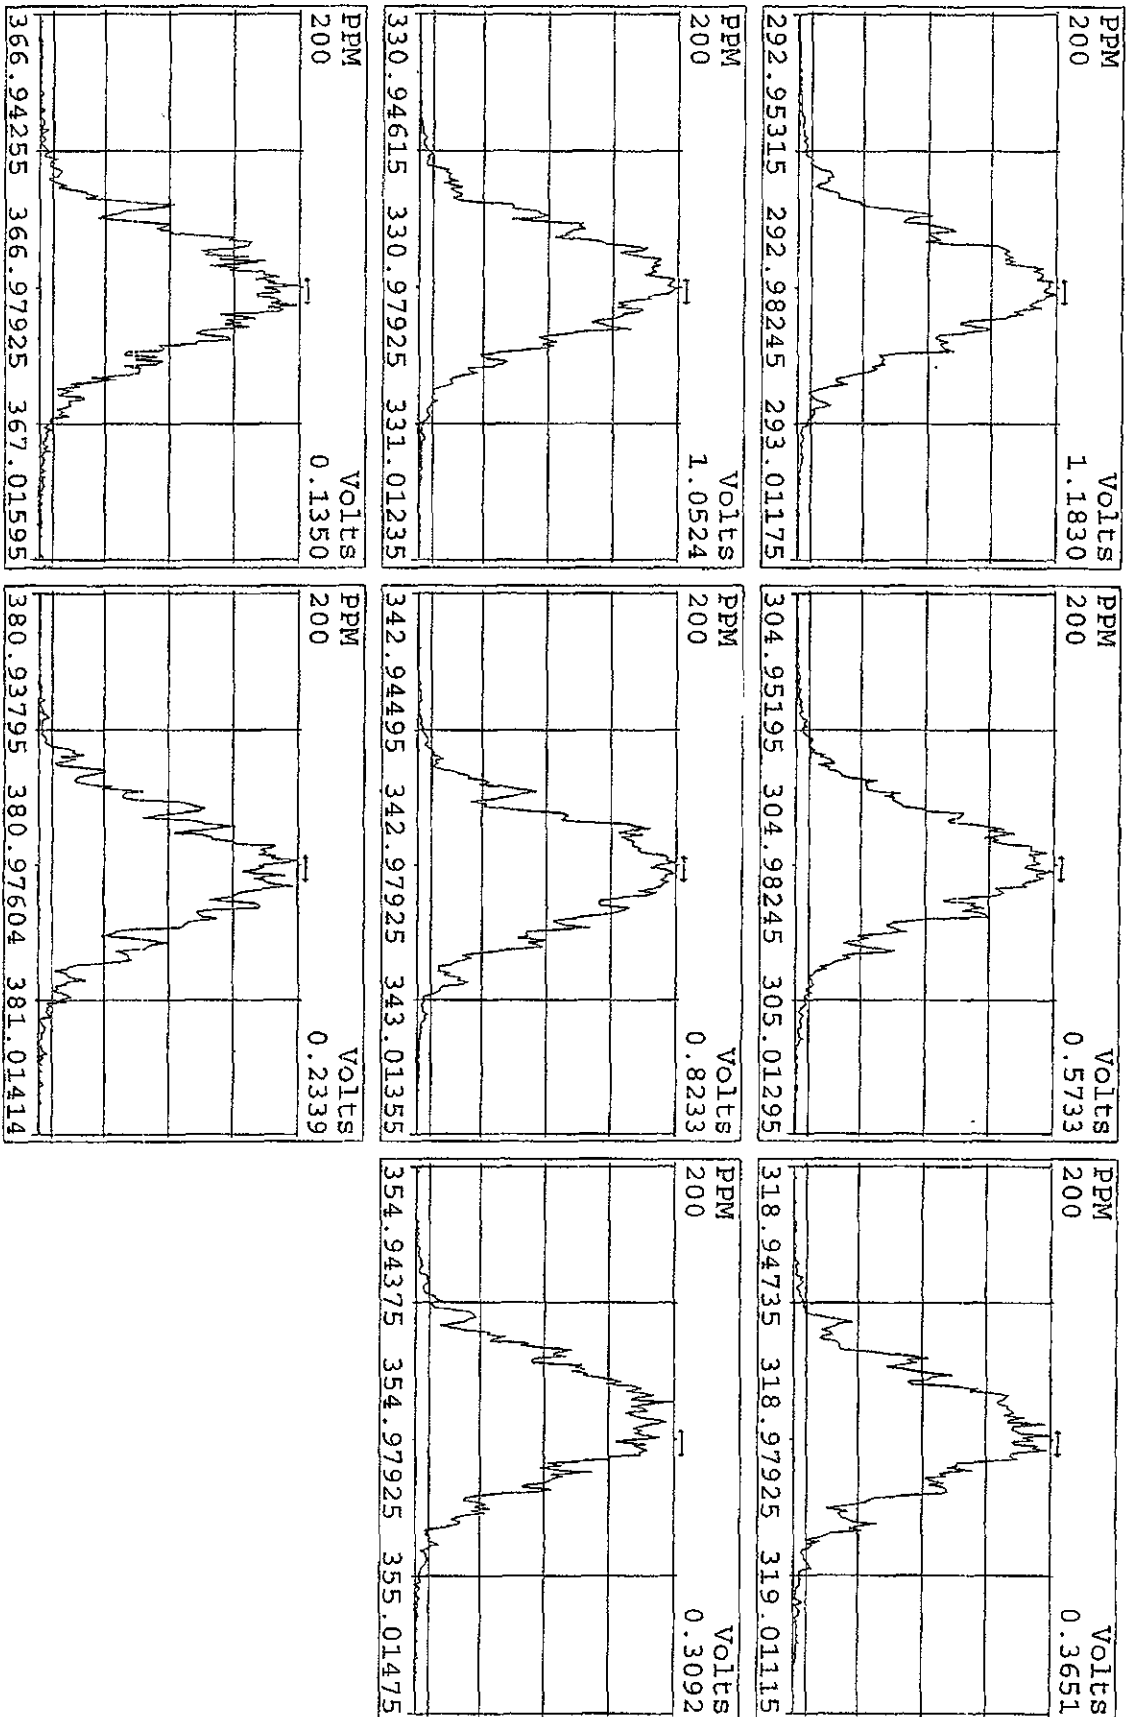 PPM Volts
200 1.1830
292.95315 292.98245 293.01175
PPM Volts
200 0.5733
304.95195 304.98245 305.01295
PPM Volts
200 0.3651
318.94735 318.97925 319.01115
PPM Volts
200 1.0524
330.94615 330.97925 331.01235
PPM Volts
200 0.8233
342.94495 342.97925 343.01355
PPM Volts
200 0.3092
354.94375 354.97925 355.01475
PPM Volts
200 0.1350
366.94255 366.97925 367.01595
PPM Volts
200 0.2339
380.93795 380.97604 381.01414